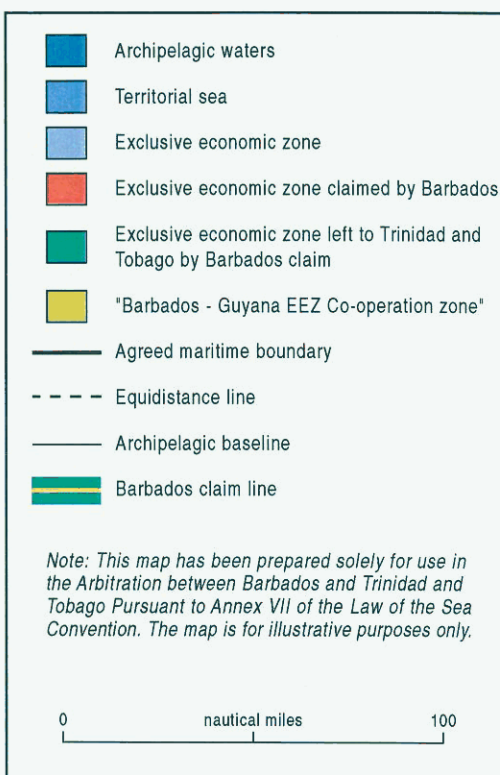 Archipelagic waters
Territorial sea
Exclusive economic zone
Exclusive economic zone claimed by Barbados
Exclusive economic zone left to Trinidad and
Tobago by Barbados claim
"Barbados - Guyana EEZ Co-operation zone"
Agreed maritime boundary
Equidistance line
Archipelagic baseline
Barbados claim line
Note: This map has been prepared solely for use in
the Arbitration between Barbados and Trinidad and
Tobago Pursuant to Annex VII of the Law of the Sea
Convention. The map is for illustrative purposes only.
0 nautical miles 100